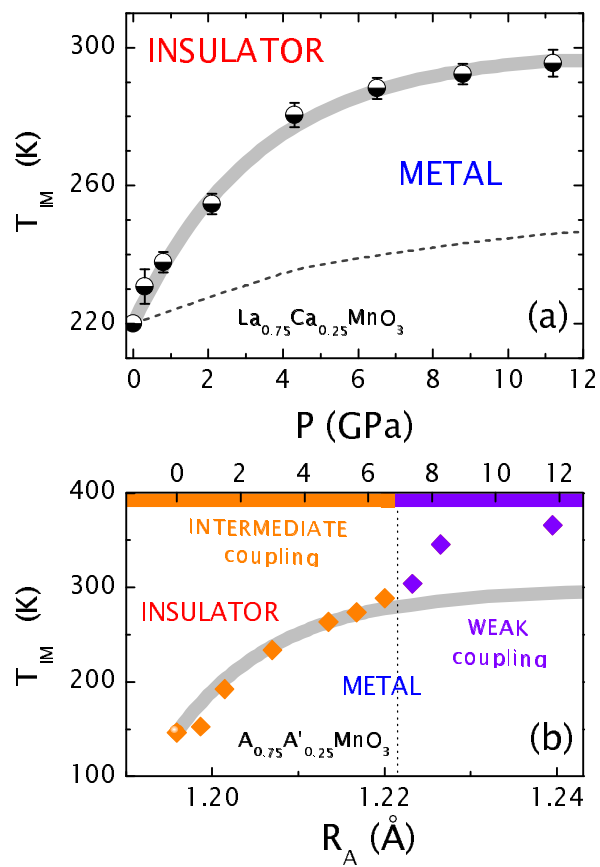 300
INSULATOR
T_IM (K)
260
METAL
220
La0.75Ca0.25MnO3
(a)
0 2 4 6 8 10 12
P (GPa)
0 2 4 6 8 10 12
400
INTERMEDIATE
coupling
300
INSULATOR
T_IM (K)
WEAK
coupling
200
METAL
A0.75A'0.25MnO3
(b)
100
1.20 1.22 1.24
R_A (Å)